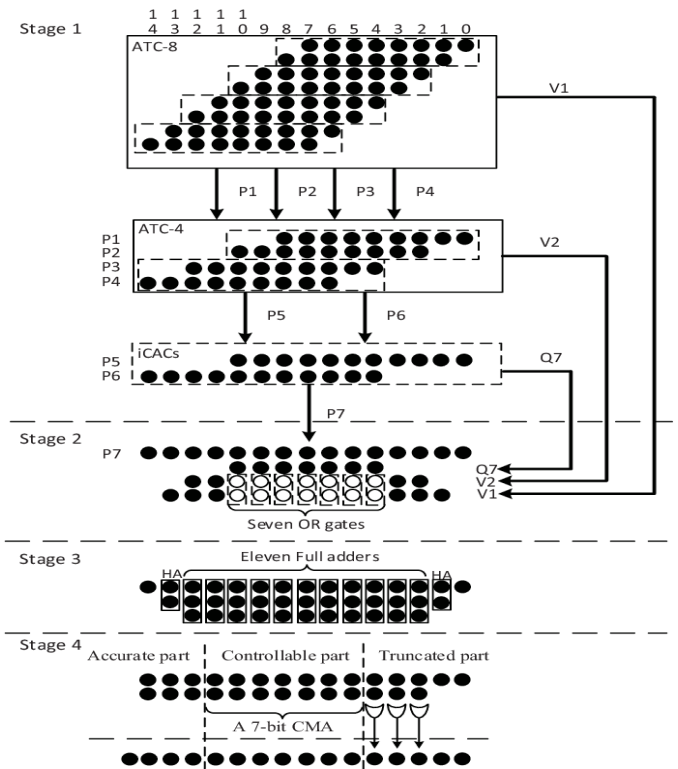 1 1 1 1 1
Stage 1 4 3 2 1 0 9 8 7 6 5 4 3 2 1 0
ATC-8
V1
P1 P2 P3 P4
ATC-4
P1
P2
P3
P4
V2
P5 P6
iCACs
P5
P6
Q7
P7
Stage 2
P7
Q7
V2
V1
Seven OR gates
Stage 3
Eleven Full adders
HA HA
Stage 4
Accurate part Controllable part Truncated part
A 7-bit CMA